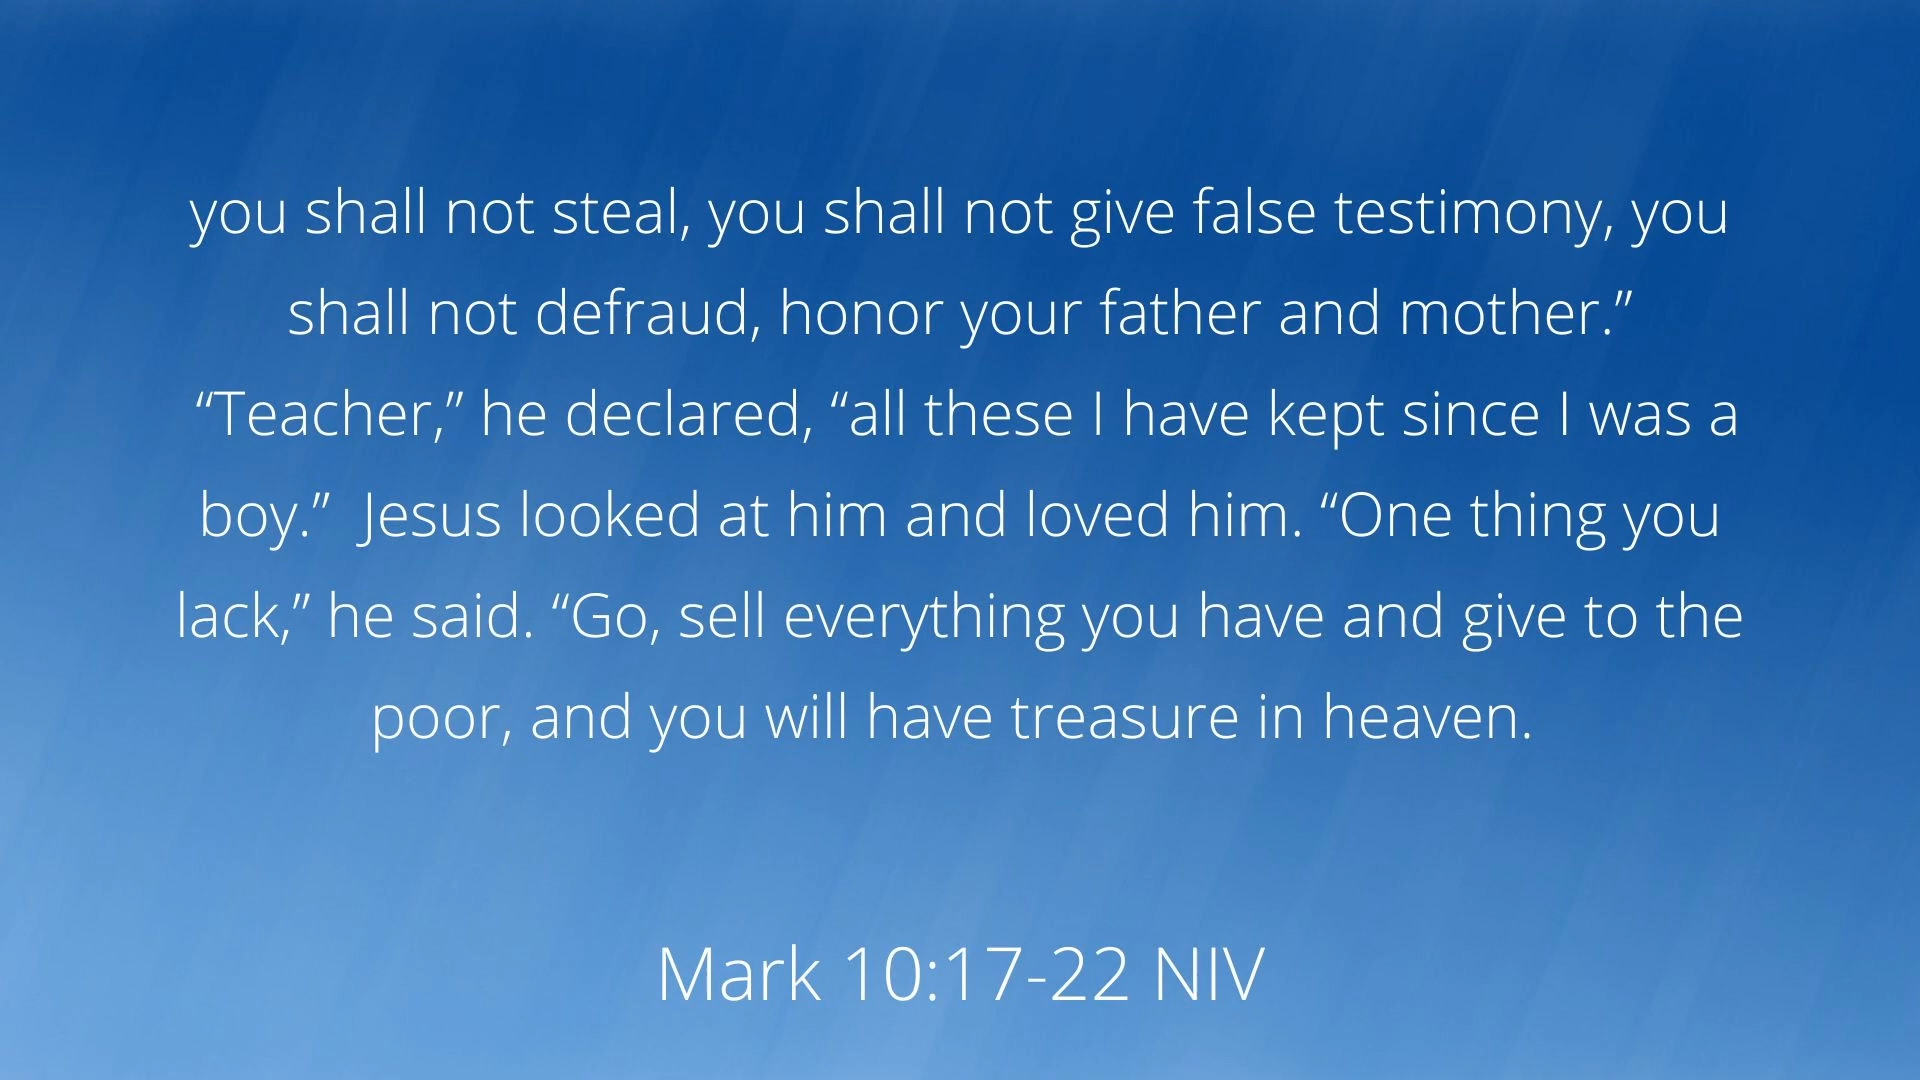 you shall not steal, you shall not give false testimony, you
shall not defraud, honor your father and mother.”
“Teacher,” he declared, “all these I have kept since I was a
boy.”  Jesus looked at him and loved him. “One thing you
lack,” he said. “Go, sell everything you have and give to the
poor, and you will have treasure in heaven.
Mark 10:17-22 NIV